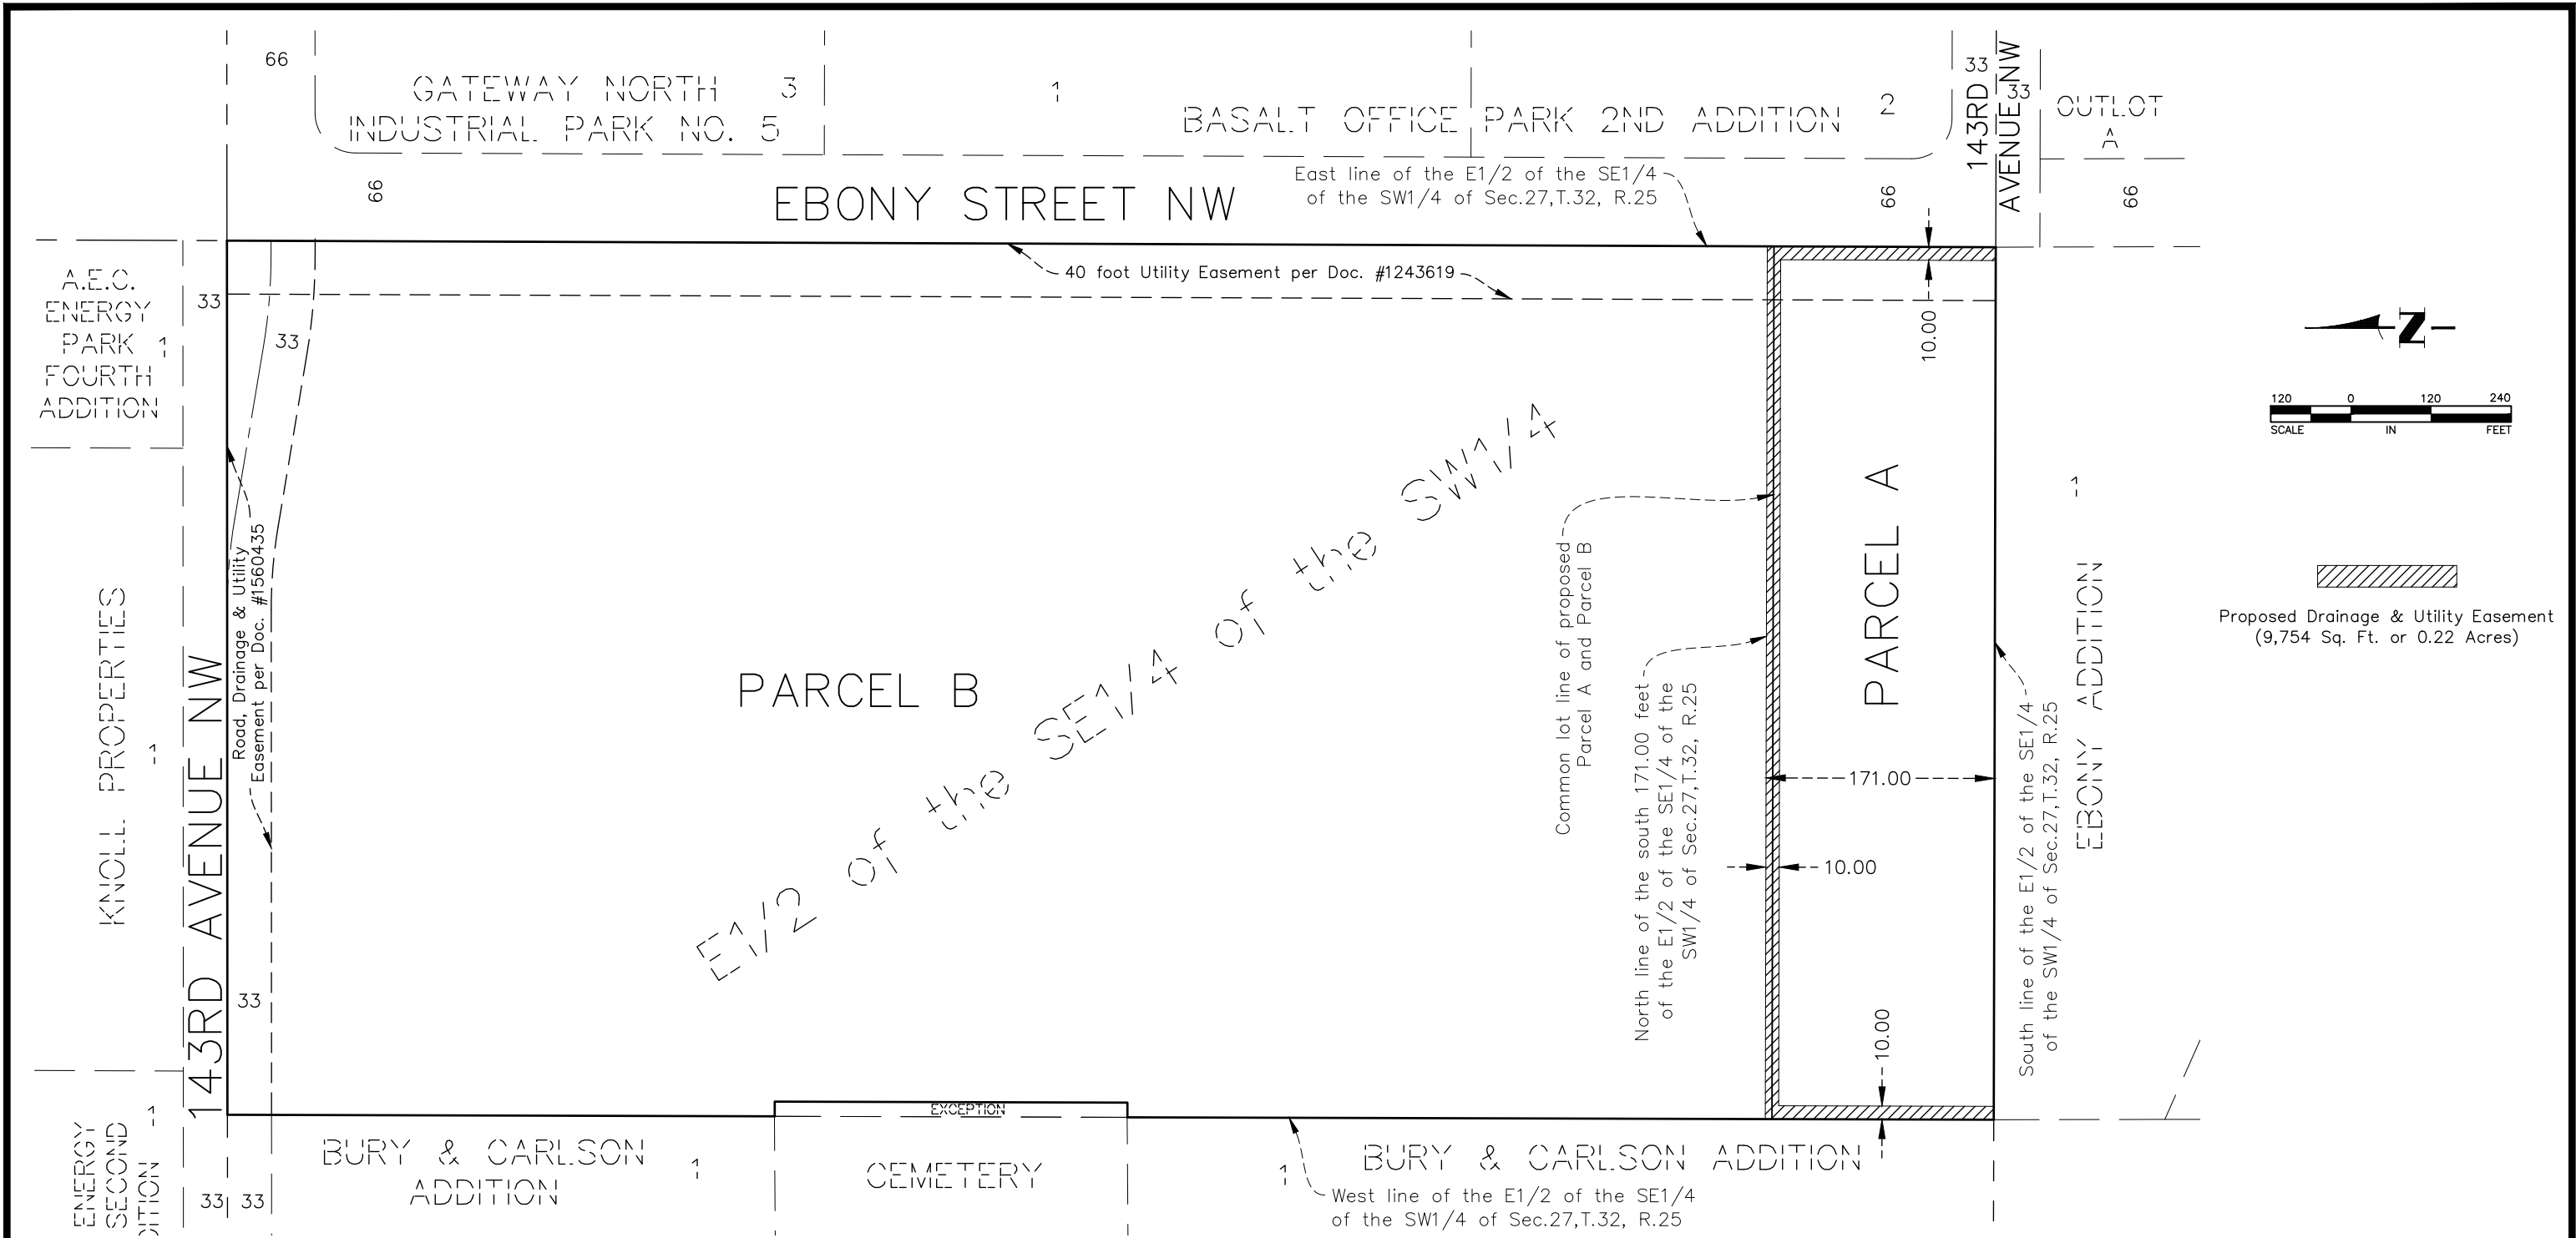 66
GATEWAY NORTH
INDUSTRIAL PARK NO. 5
3
1
BASALT OFFICE PARK 2ND ADDITION
2
33
143RD
AVENUE NW
33
OUTLOT
A
66
EBONY STREET NW
East line of the E1/2 of the SE1/4
of the SW1/4 of Sec.27,T.32, R.25
66
66
A.E.C.
ENERGY
PARK
FOURTH
ADDITION
1
33
33
40 foot Utility Easement per Doc. #1243619
10.00
N
120 0 120 240
SCALE IN FEET
Proposed Drainage & Utility Easement
(9,754 Sq. Ft. or 0.22 Acres)
KNOLL PROPERTIES
1
143RD AVENUE NW
Road, Drainage & Utility
Easement per Doc. #1560435
33
PARCEL B
E1/2 of the SE1/4 of the SW1/4
Common lot line of proposed
Parcel A and Parcel B
North line of the south 171.00 feet
of the E1/2 of the SE1/4 of the
SW1/4 of Sec.27,T.32, R.25
PARCEL A
171.00
10.00
10.00
South line of the E1/2 of the SE1/4
of the SW1/4 of Sec.27,T.32, R.25
1
EBONY ADDITION
EXCEPTION
ENERGY
SECOND
1
33
33
BURY & CARLSON
ADDITION
1
CEMETERY
1
BURY & CARLSON ADDITION
West line of the E1/2 of the SE1/4
of the SW1/4 of Sec.27,T.32, R.25